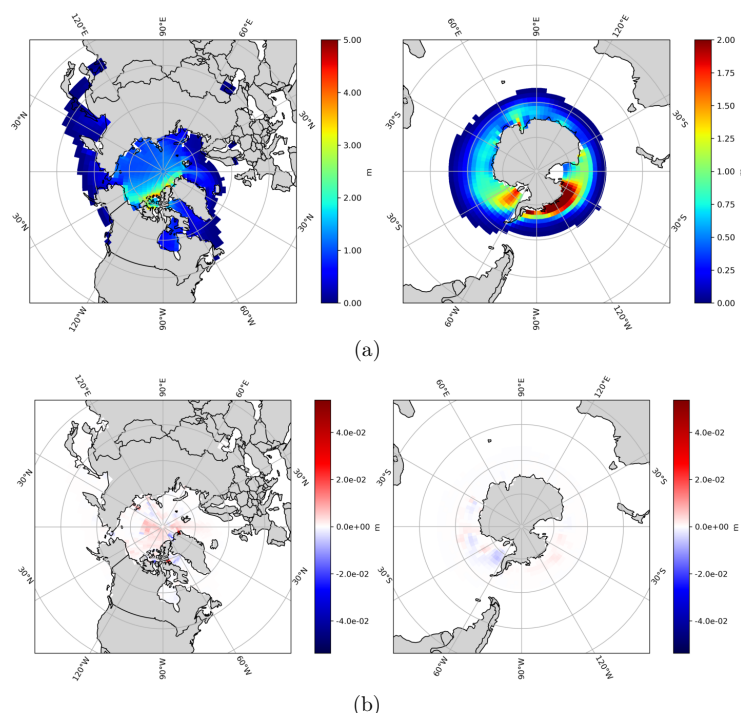 120°E
90°E
60°E
30°N
30°N
30°N
30°N
120°W
90°W
60°W
5.00
4.00
3.00
2.00
1.00
0.00
m
60°E
90°E
120°E
30°S
30°S
30°S
30°S
60°W
90°W
120°W
2.00
1.75
1.50
1.25
1.00
0.75
0.50
0.25
0.00
m
(a)
120°E
90°E
60°E
30°N
30°N
30°N
30°N
120°W
90°W
60°W
4.0e-02
2.0e-02
0.0e+00
-2.0e-02
-4.0e-02
m
60°E
90°E
120°E
30°S
30°S
30°S
30°S
60°W
90°W
120°W
4.0e-02
2.0e-02
0.0e+00
-2.0e-02
-4.0e-02
m
(b)